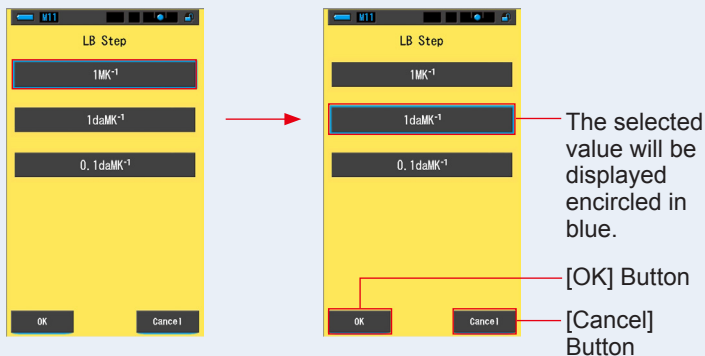 M11
LB Step
1MK⁻¹
1daMK⁻¹
0.1daMK⁻¹
OK
Cancel
M11
LB Step
1MK⁻¹
1daMK⁻¹
0.1daMK⁻¹
OK
Cancel
The selected
value will be
displayed
encircled in
blue.
[OK] Button
[Cancel]
Button